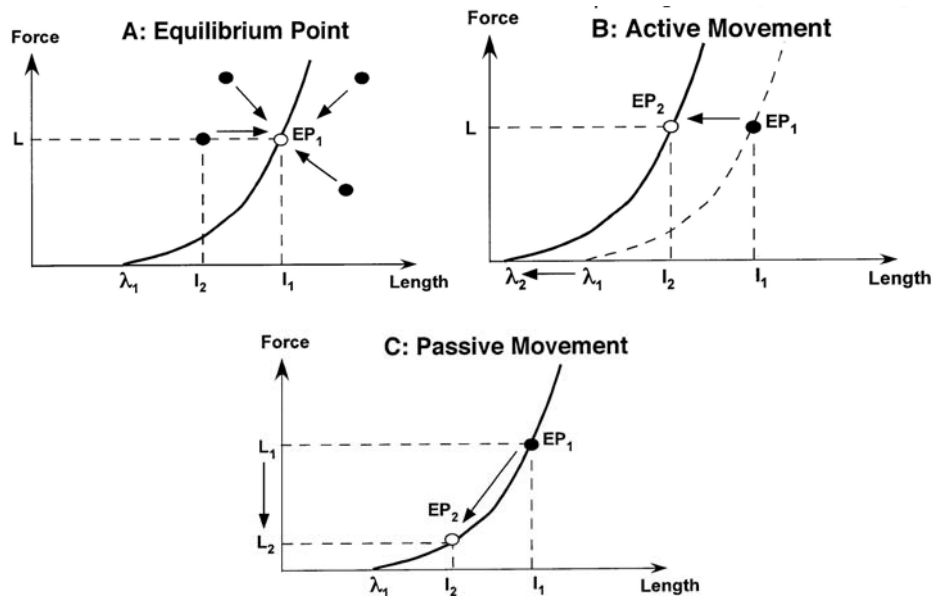 A: Equilibrium Point
Force
L
EP1
λ1
l2
l1
Length
B: Active Movement
Force
L
EP2
EP1
λ2
λ1
l2
l1
Length
C: Passive Movement
Force
L1
EP1
EP2
L2
λ1
l2
l1
Length